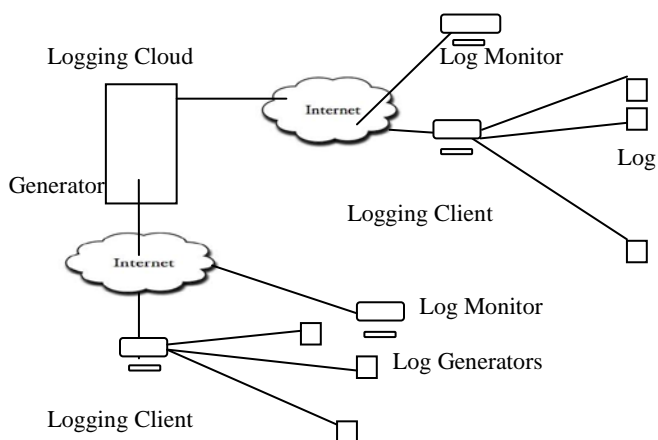 Logging Cloud
Log Monitor
Internet
Log
Generator
Logging Client
Internet
Log Monitor
Log Generators
Logging Client